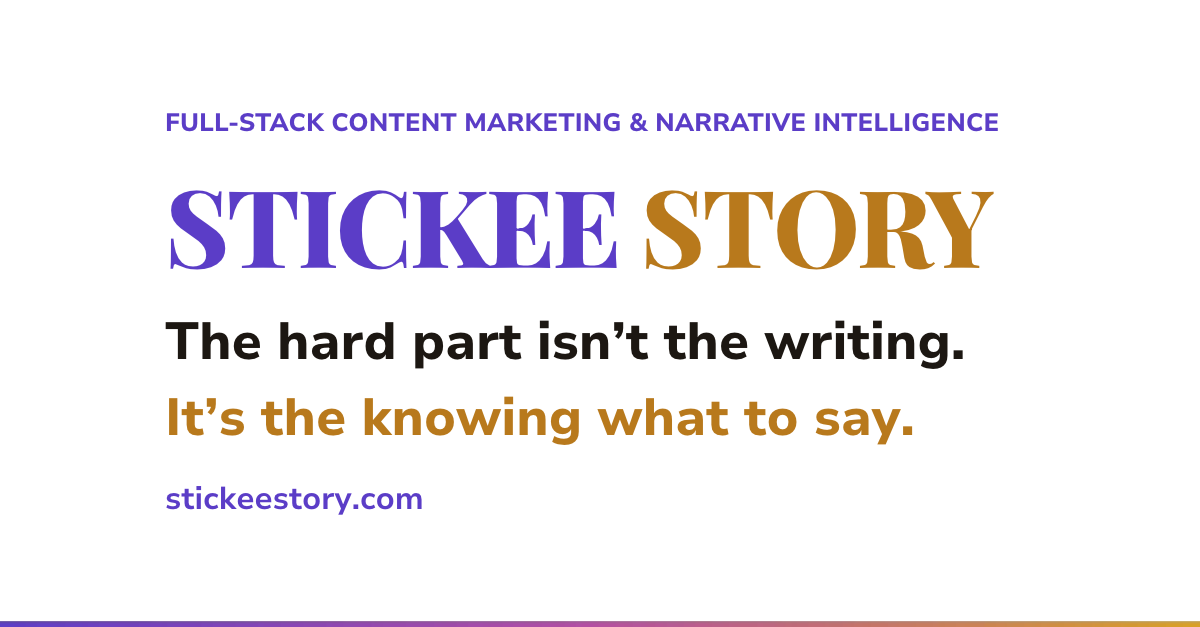 FULL-STACK CONTENT MARKETING & NARRATIVE INTELLIGENCE
STICKEE STORY
The hard part isn’t the writing.
It’s the knowing what to say.
stickeestory.com